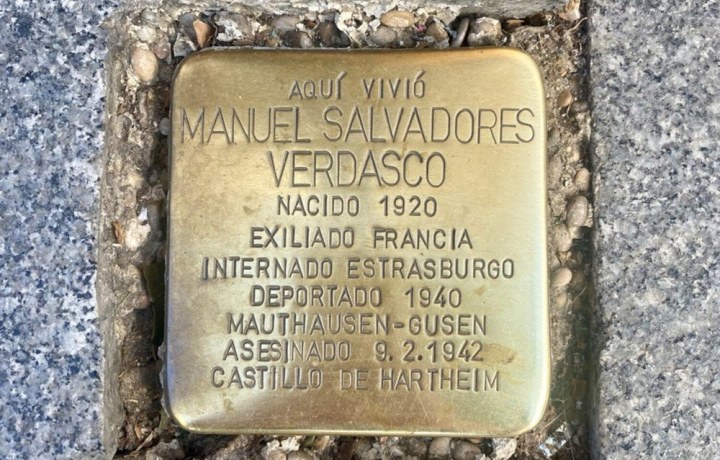 AQUÍ VIVIÓ
MANUEL SALVADORES
VERDASCO
NACIDO 1920
EXILIADO FRANCIA
INTERNADO ESTRASBURGO
DEPORTADO 1940
MAUTHAUSEN-GUSEN
ASESINADO 9.2.1942
CASTILLO DE HARTHEIM